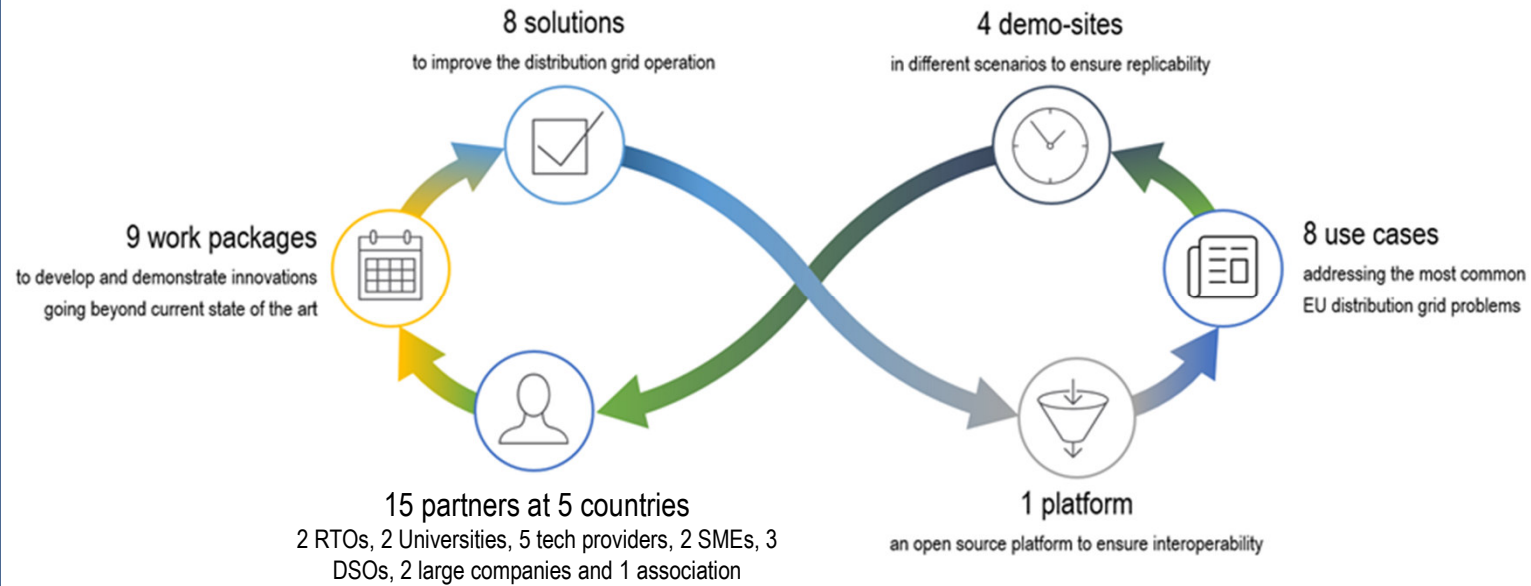 8 solutions
to improve the distribution grid operation
4 demo-sites
in different scenarios to ensure replicability
9 work packages
to develop and demonstrate innovations
going beyond current state of the art
8 use cases
addressing the most common
EU distribution grid problems
15 partners at 5 countries
2 RTOs, 2 Universities, 5 tech providers, 2 SMEs, 3
DSOs, 2 large companies and 1 association
1 platform
an open source platform to ensure interoperability